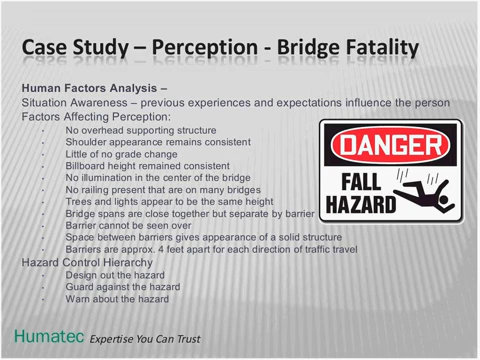 Case Study – Perception - Bridge Fatality
Human Factors Analysis –
Situation Awareness – previous experiences and expectations influence the person
Factors Affecting Perception:
• No overhead supporting structure
• Shoulder appearance remains consistent
• Little of no grade change
• Billboard height remained consistent
• No illumination in the center of the bridge
• No railing present that are on many bridges
• Trees and lights appear to be the same height
• Bridge spans are close together but separate by barrier
• Barrier cannot be seen over
• Space between barriers gives appearance of a solid structure
• Barriers are approx. 4 feet apart for each direction of traffic travel
Hazard Control Hierarchy
• Design out the hazard
• Guard against the hazard
• Warn about the hazard
DANGER
FALL
HAZARD
Humatec Expertise You Can Trust